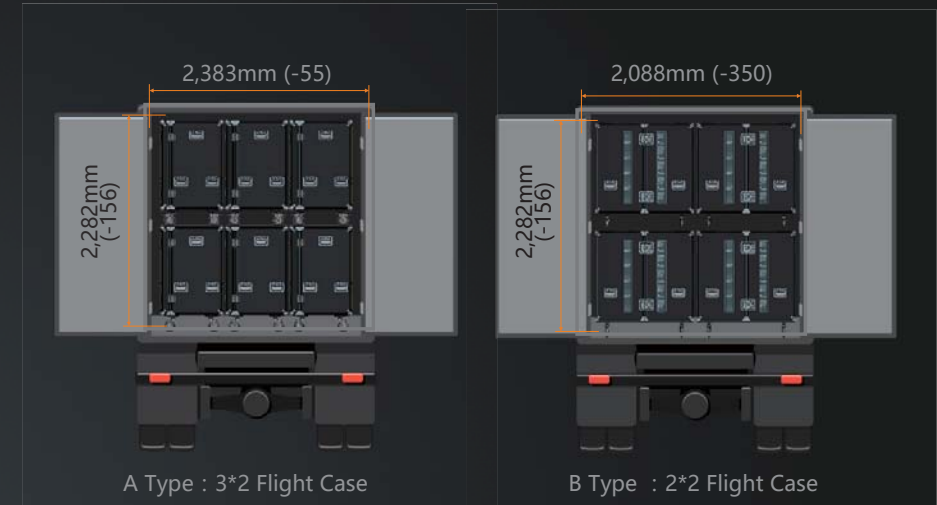 2,383mm (-55)
2,282mm
(-156)
A Type : 3*2 Flight Case
2,088mm (-350)
2,282mm
(-156)
B Type : 2*2 Flight Case